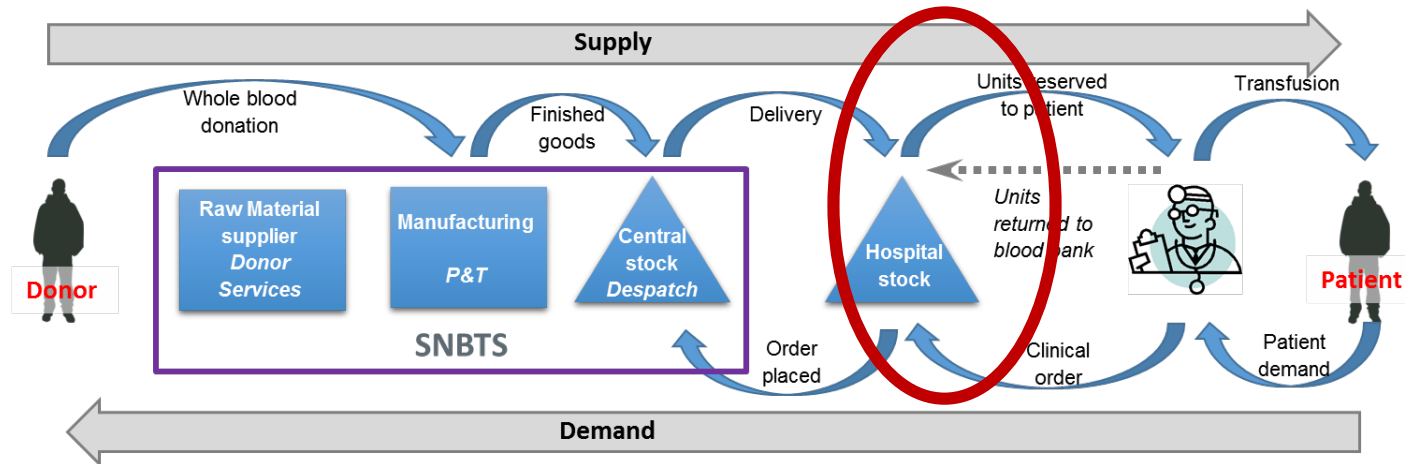 Supply
Whole blood
donation
Finished
goods
Delivery
Units reserved
to patient
Transfusion
Raw Material
supplier
Donor
Services
Manufacturing
P&T
Central
stock
Despatch
Hospital
stock
Units
returned to
blood bank
Donor
Patient
SNBTS
Order
placed
Clinical
order
Patient
demand
Demand